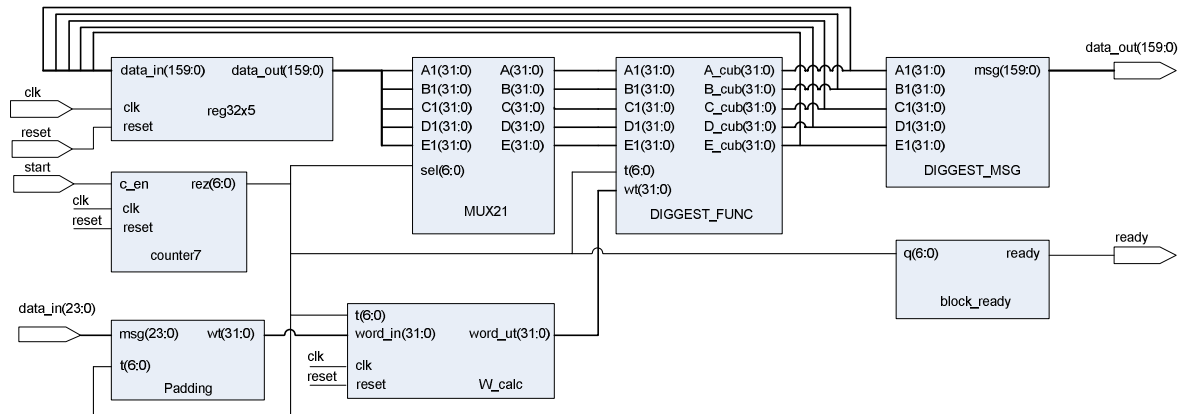 data_out(159:0)
data_in(159:0) data_out(159:0)
clk
clk
reg32x5
reset
reset
A1(31:0) A(31:0)
B1(31:0) B(31:0)
C1(31:0) C(31:0)
D1(31:0) D(31:0)
E1(31:0) E(31:0)
sel(6:0)
MUX21
A1(31:0) A_cub(31:0)
B1(31:0) B_cub(31:0)
C1(31:0) C_cub(31:0)
D1(31:0) D_cub(31:0)
E1(31:0) E_cub(31:0)
t(6:0)
wt(31:0)
DIGGEST_FUNC
A1(31:0) msg(159:0)
B1(31:0)
C1(31:0)
D1(31:0)
E1(31:0)
DIGGEST_MSG
start
c_en rez(6:0)
clk
clk
reset
reset
counter7
ready
q(6:0) ready
block_ready
data_in(23:0)
msg(23:0) wt(31:0)
t(6:0)
Padding
t(6:0)
word_in(31:0) word_ut(31:0)
clk
clk
reset
reset
W_calc